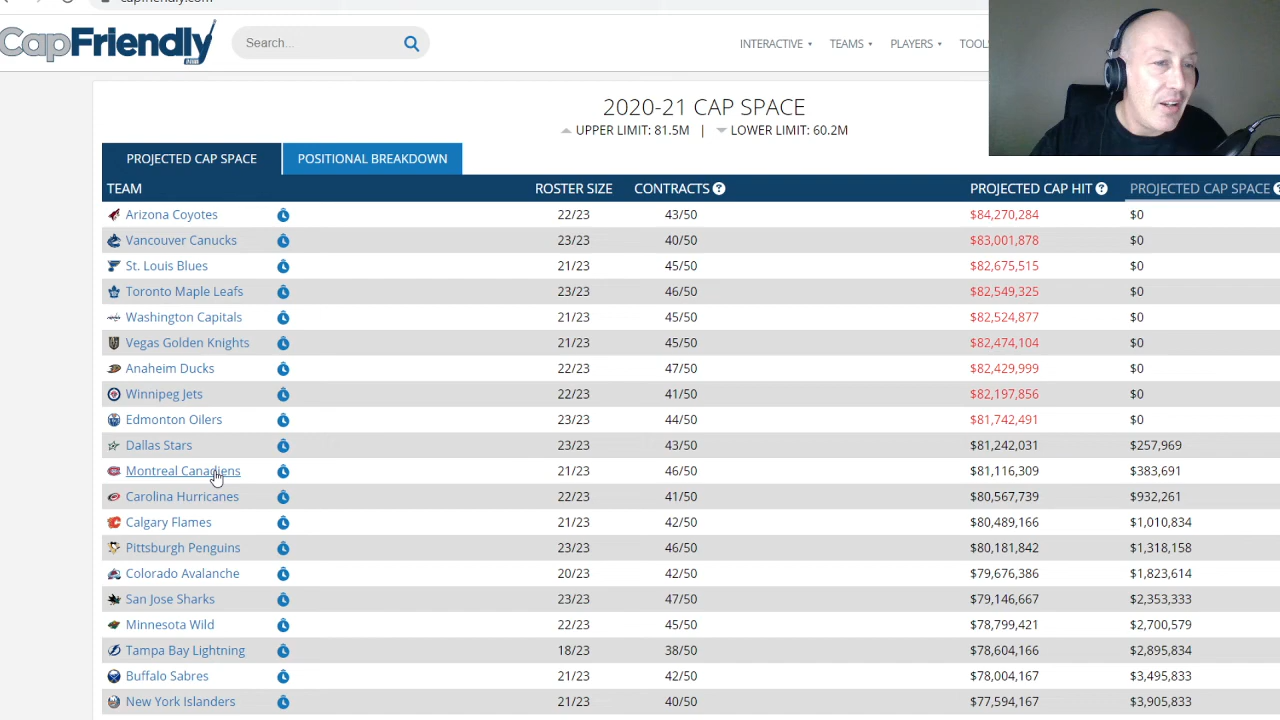 CapFriendly
Search...
INTERACTIVE ▾ TEAMS ▾ PLAYERS ▾ TOOLS
2020-21 CAP SPACE
UPPER LIMIT: 81.5M | LOWER LIMIT: 60.2M
PROJECTED CAP SPACE POSITIONAL BREAKDOWN
TEAM ROSTER SIZE CONTRACTS ? PROJECTED CAP HIT ? PROJECTED CAP SPACE ?
Arizona Coyotes 22/23 43/50 $84,270,284 $0
Vancouver Canucks 23/23 40/50 $83,001,878 $0
St. Louis Blues 21/23 45/50 $82,675,515 $0
Toronto Maple Leafs 23/23 46/50 $82,549,325 $0
Washington Capitals 21/23 45/50 $82,524,877 $0
Vegas Golden Knights 21/23 45/50 $82,474,104 $0
Anaheim Ducks 22/23 47/50 $82,429,999 $0
Winnipeg Jets 22/23 41/50 $82,197,856 $0
Edmonton Oilers 23/23 44/50 $81,742,491 $0
Dallas Stars 23/23 43/50 $81,242,031 $257,969
Montreal Canadiens 21/23 46/50 $81,116,309 $383,691
Carolina Hurricanes 22/23 41/50 $80,567,739 $932,261
Calgary Flames 21/23 42/50 $80,489,166 $1,010,834
Pittsburgh Penguins 23/23 46/50 $80,181,842 $1,318,158
Colorado Avalanche 20/23 42/50 $79,676,386 $1,823,614
San Jose Sharks 23/23 47/50 $79,146,667 $2,353,333
Minnesota Wild 22/23 45/50 $78,799,421 $2,700,579
Tampa Bay Lightning 18/23 38/50 $78,604,166 $2,895,834
Buffalo Sabres 21/23 42/50 $78,004,167 $3,495,833
New York Islanders 21/23 40/50 $77,594,167 $3,905,833